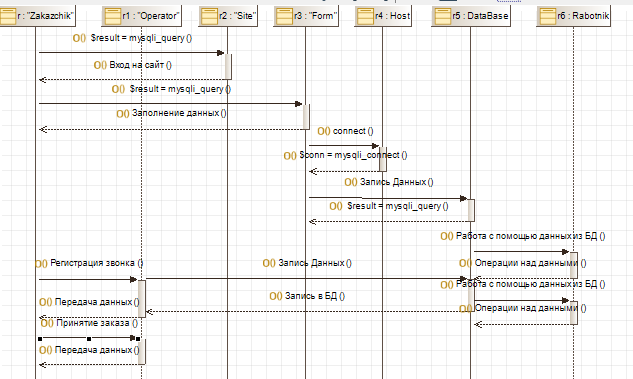 r: "Zakazchik" r1 : "Operator" r2 : "Site" r3 : "Form" r4 : Host r5 : DataBase r6 : Rabotnik
O() $result = mysqli_query ()
O() Вход на сайт ()
O() $result = mysqli_query ()
O() Заполнение данных ()
O() connect ()
O() $conn = mysqli_connect ()
O() Запись Данных ()
O() $result = mysqli_query ()
O() Работа с помощью данных из БД ()
O() Регистрация звонка () O() Запись Данных () O() Операции над данными ()
O() Работа с помощью данных из БД ()
O() Передача данных () O() Запись в БД () O() Операции над данными ()
O() Принятие заказа ()
O() Передача данных ()